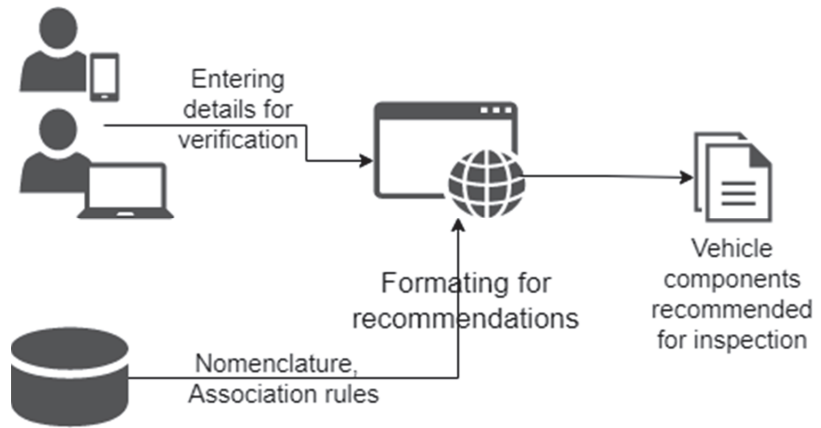 Entering
details for
verification
Formating for
recommendations
Vehicle
components
recommended
for inspection
Nomenclature,
Association rules